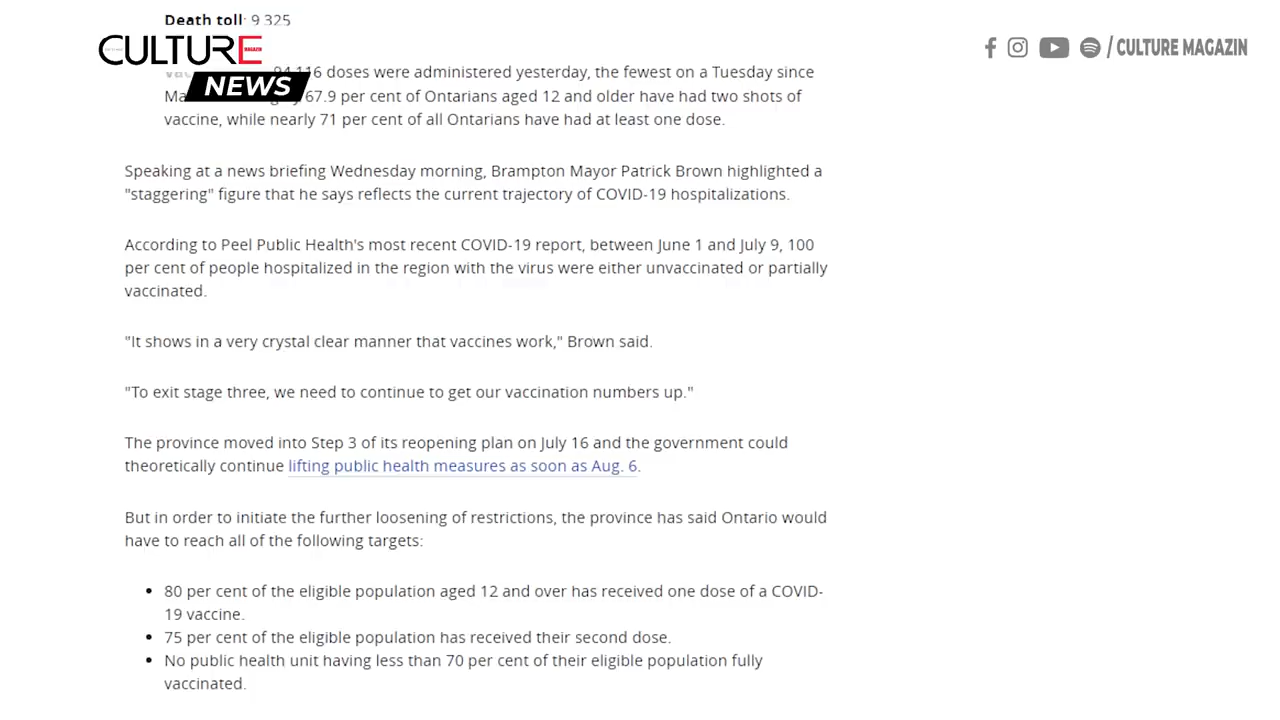 Death toll: 9 325
CULTURE
MAGAZIN
NEWS
/ CULTURE MAGAZIN
94,116 doses were administered yesterday, the fewest on a Tuesday since
67.9 per cent of Ontarians aged 12 and older have had two shots of
vaccine, while nearly 71 per cent of all Ontarians have had at least one dose.
Speaking at a news briefing Wednesday morning, Brampton Mayor Patrick Brown highlighted a
"staggering" figure that he says reflects the current trajectory of COVID-19 hospitalizations.
According to Peel Public Health's most recent COVID-19 report, between June 1 and July 9, 100
per cent of people hospitalized in the region with the virus were either unvaccinated or partially
vaccinated.
"It shows in a very crystal clear manner that vaccines work," Brown said.
"To exit stage three, we need to continue to get our vaccination numbers up."
The province moved into Step 3 of its reopening plan on July 16 and the government could
theoretically continue lifting public health measures as soon as Aug. 6.
But in order to initiate the further loosening of restrictions, the province has said Ontario would
have to reach all of the following targets:
• 80 per cent of the eligible population aged 12 and over has received one dose of a COVID-
19 vaccine.
• 75 per cent of the eligible population has received their second dose.
• No public health unit having less than 70 per cent of their eligible population fully
vaccinated.